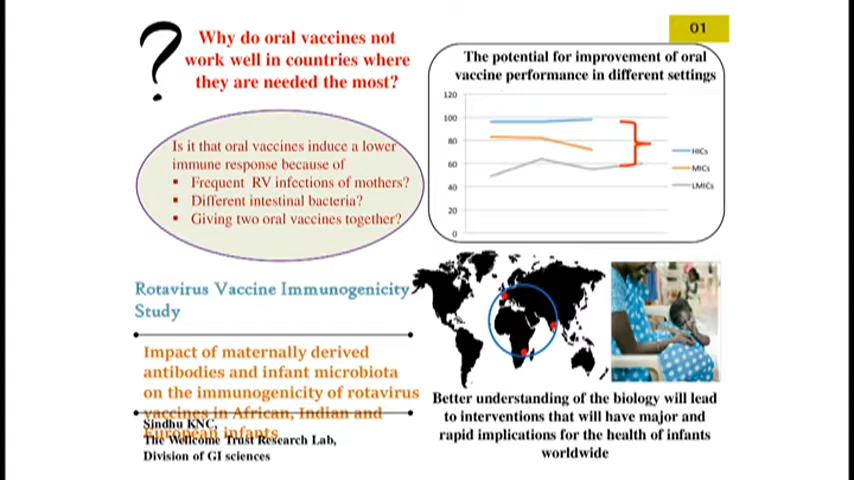 ?
Why do oral vaccines not
work well in countries where
they are needed the most?
01
The potential for improvement of oral
vaccine performance in different settings
120
100
80
60
40
20
0
HICs
MICs
LMICs
Is it that oral vaccines induce a lower
immune response because of
▪ Frequent RV infections of mothers?
▪ Different intestinal bacteria?
▪ Giving two oral vaccines together?
Rotavirus Vaccine Immunogenicity
Study
Impact of maternally derived
antibodies and infant microbiota
on the immunogenicity of rotavirus
vaccines in African, Indian and
European infants
Sindhu KNC,
The Wellcome Trust Research Lab,
Division of GI sciences
Better understanding of the biology will lead
to interventions that will have major and
rapid implications for the health of infants
worldwide